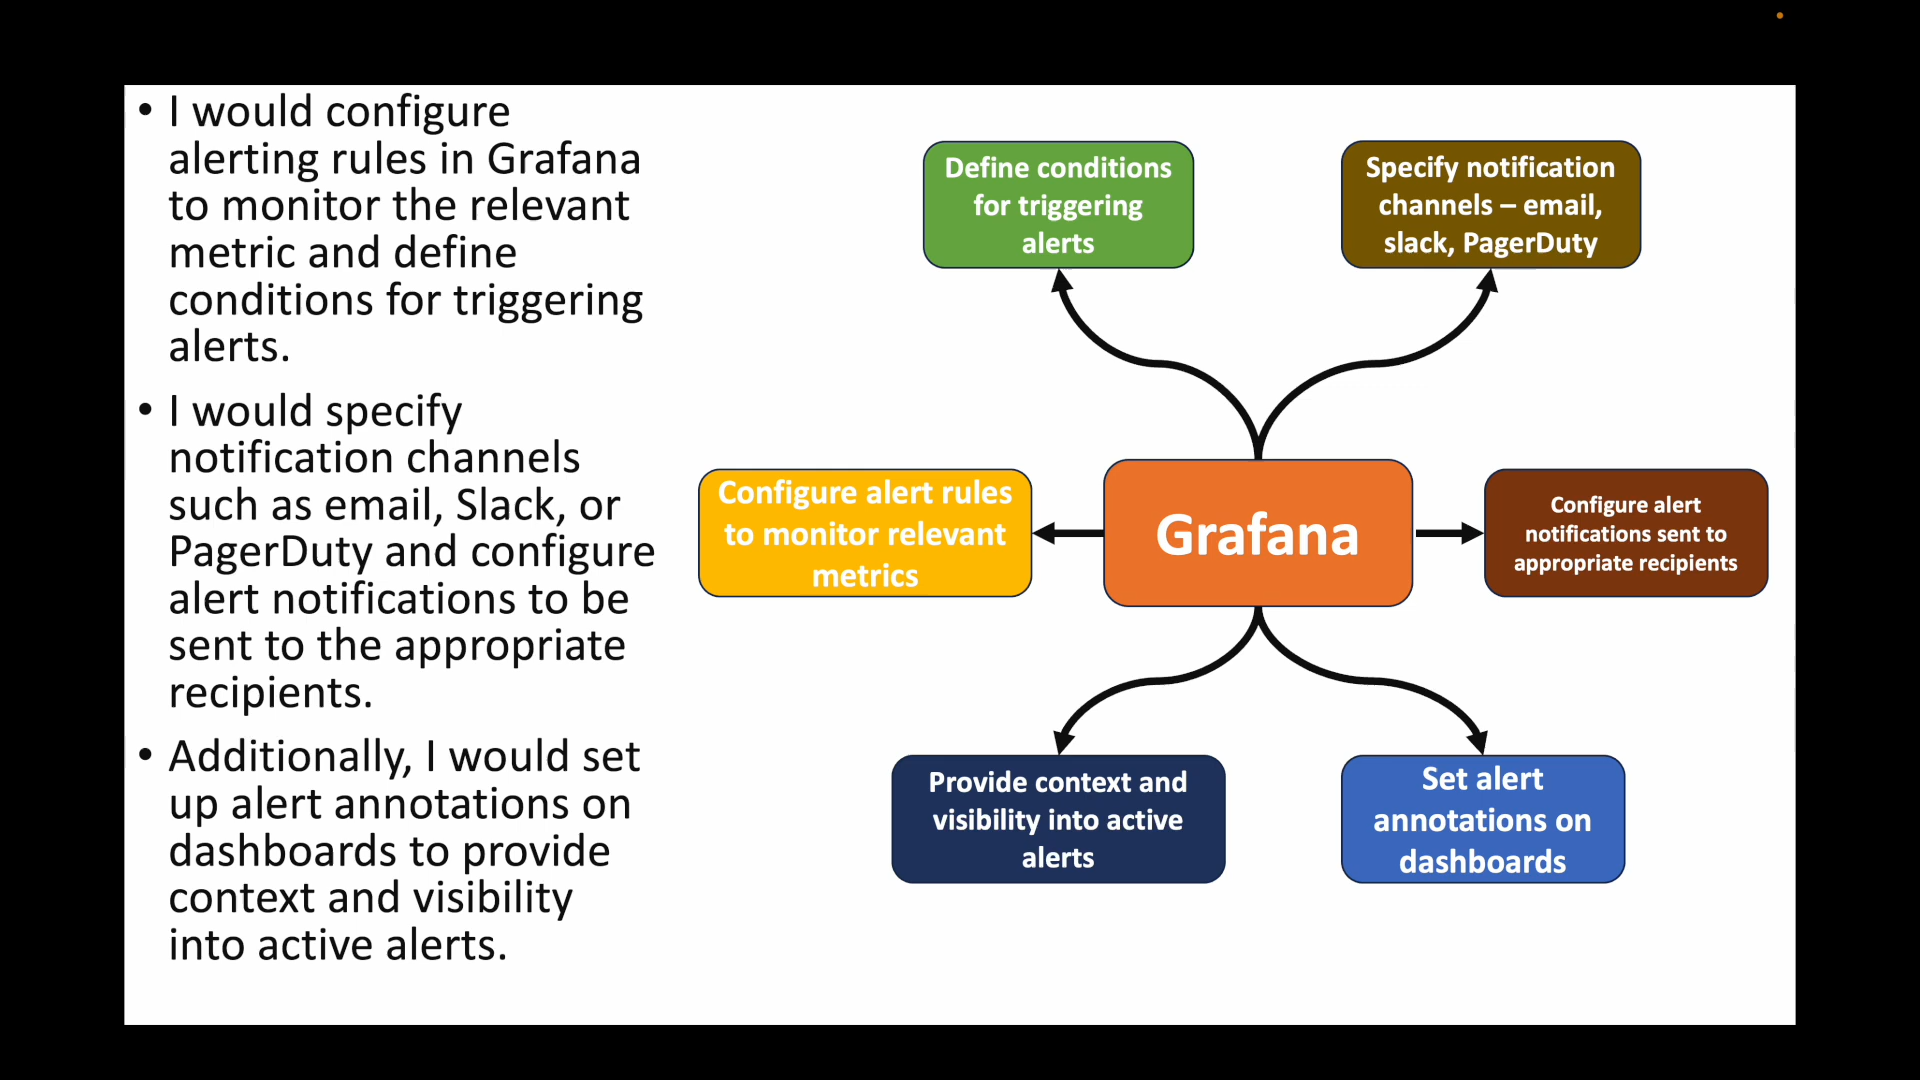 • I would configure
alerting rules in Grafana
to monitor the relevant
metric and define
conditions for triggering
alerts.
• I would specify
notification channels
such as email, Slack, or
PagerDuty and configure
alert notifications to be
sent to the appropriate
recipients.
• Additionally, I would set
up alert annotations on
dashboards to provide
context and visibility
into active alerts.
Define conditions
for triggering
alerts
Specify notification
channels – email,
slack, PagerDuty
Configure alert rules
to monitor relevant
metrics
Grafana
Configure alert
notifications sent to
appropriate recipients
Provide context and
visibility into active
alerts
Set alert
annotations on
dashboards